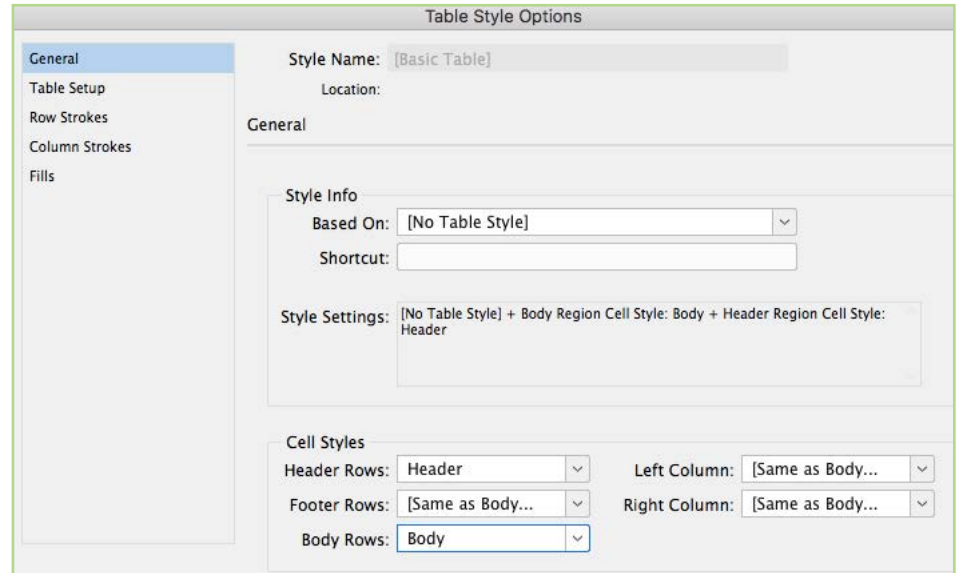 Table Style Options
General
Table Setup
Row Strokes
Column Strokes
Fills
Style Name: [Basic Table]
Location:
General
Style Info
Based On: [No Table Style]
Shortcut:
Style Settings: [No Table Style] + Body Region Cell Style: Body + Header Region Cell Style:
Header
Cell Styles
Header Rows: Header Left Column: [Same as Body...
Footer Rows: [Same as Body... Right Column: [Same as Body...
Body Rows: Body